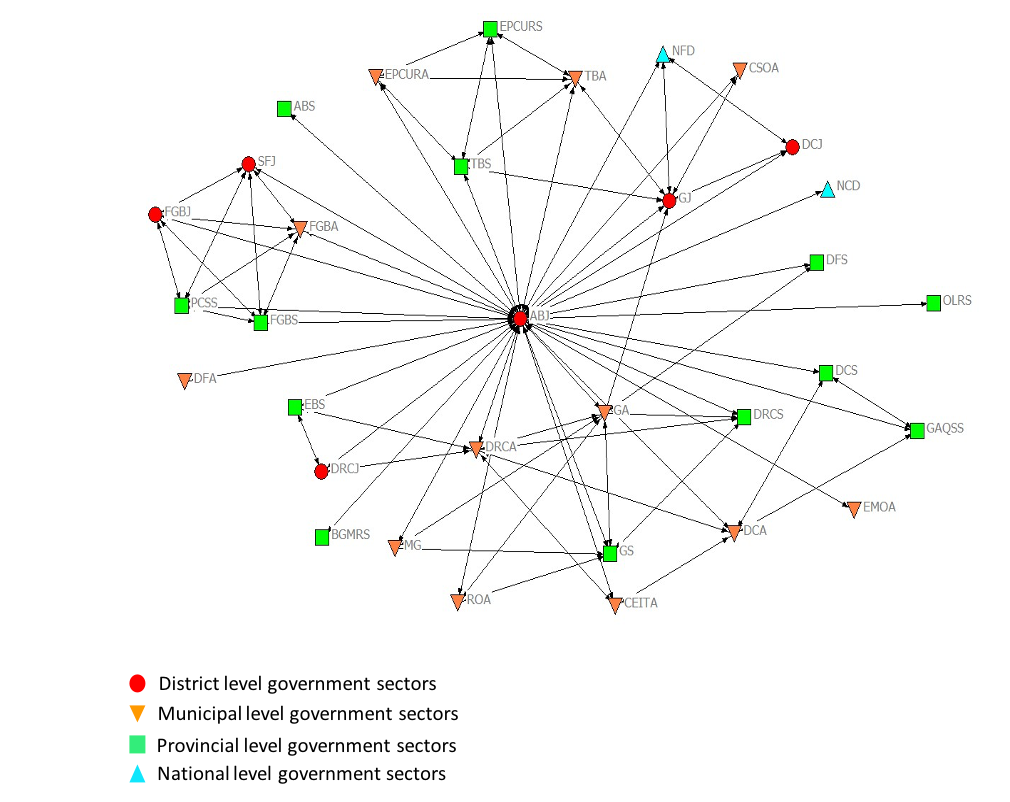 EPCURS
NFD
CSOA
EPCURA
TBA
ABS
DCJ
SFJ
TBS
NCD
GJ
FGBJ
FGBA
DFS
PCSS
OLRS
FGBS
ABJ
DCS
DFA
EBS
GA
DRCS
GAQSS
DRCA
DRCJ
EMOA
BGMRS
DCA
MG
GS
ROA
CEITA
District level government sectors
Municipal level government sectors
Provincial level government sectors
National level government sectors